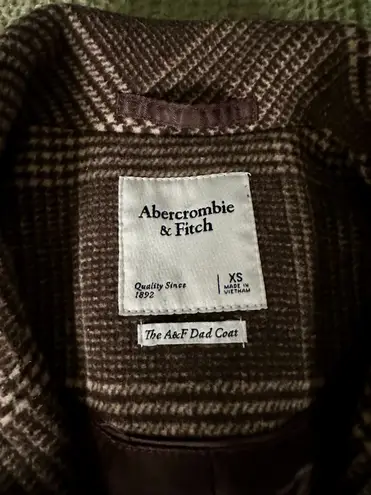 Abercrombie
& Fitch
Quality Since
1892
XS
MADE IN
VIETNAM
The A&F Dad Coat